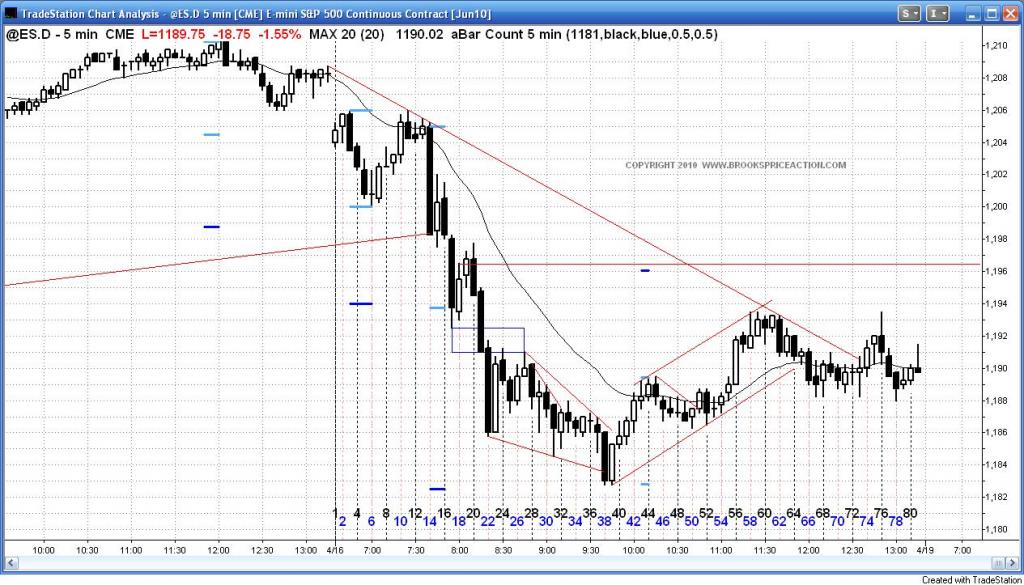 TradeStation Chart Analysis - @ES.D 5 min [CME] E-mini S&P 500 Continuous Contract [Jun10]
S
I
@ES.D - 5 min CME L=1189.75 -18.75 -1.55% MAX 20 (20) 1190.02 aBar Count 5 min (1181,black,blue,0.5,0.5)
1,210
1,208
1,206
1,204
COPYRIGHT 2010 WWW.BROOKSPRICEACTION.COM
1,202
1,200
1,198
1,196
1,194
1,192
1,190
1,188
1,186
1,184
1,182
1 4 8 12 16 20 24 28 32 36 40 44 48 52 56 60 64 68 72 76 80
2 6 10 14 18 22 26 30 34 38 42 46 50 54 58 62 66 70 74 78
1,180
10:00 10:30 11:00 11:30 12:00 12:30 4/16 7:00 7:30 8:00 8:30 9:00 9:30 10:00 10:30 11:00 11:30 12:00 12:30 13:00 4/19 7:00
Created with TradeStation